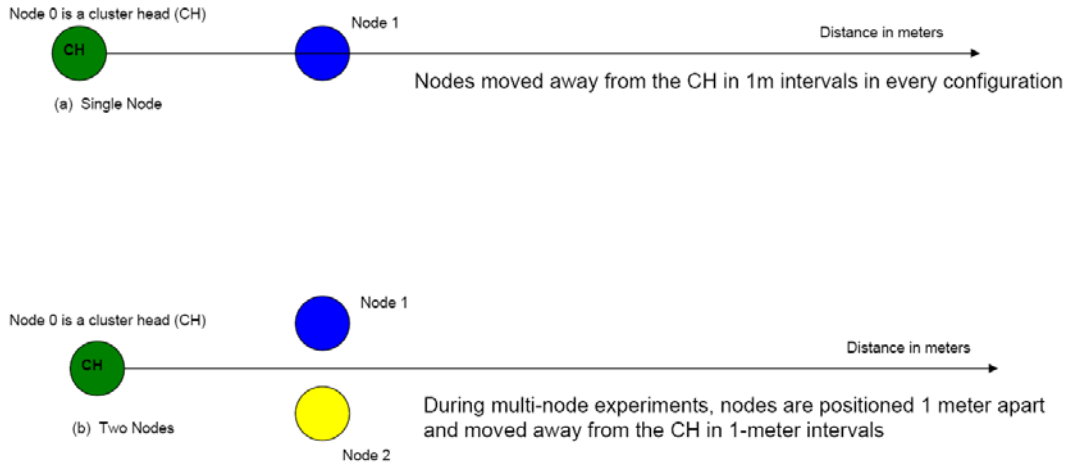 Node 0 is a cluster head (CH)
Node 1
Distance in meters
CH
Nodes moved away from the CH in 1m intervals in every configuration
(a) Single Node
Node 1
Node 0 is a cluster head (CH)
Distance in meters
CH
During multi-node experiments, nodes are positioned 1 meter apart
and moved away from the CH in 1-meter intervals
(b) Two Nodes
Node 2